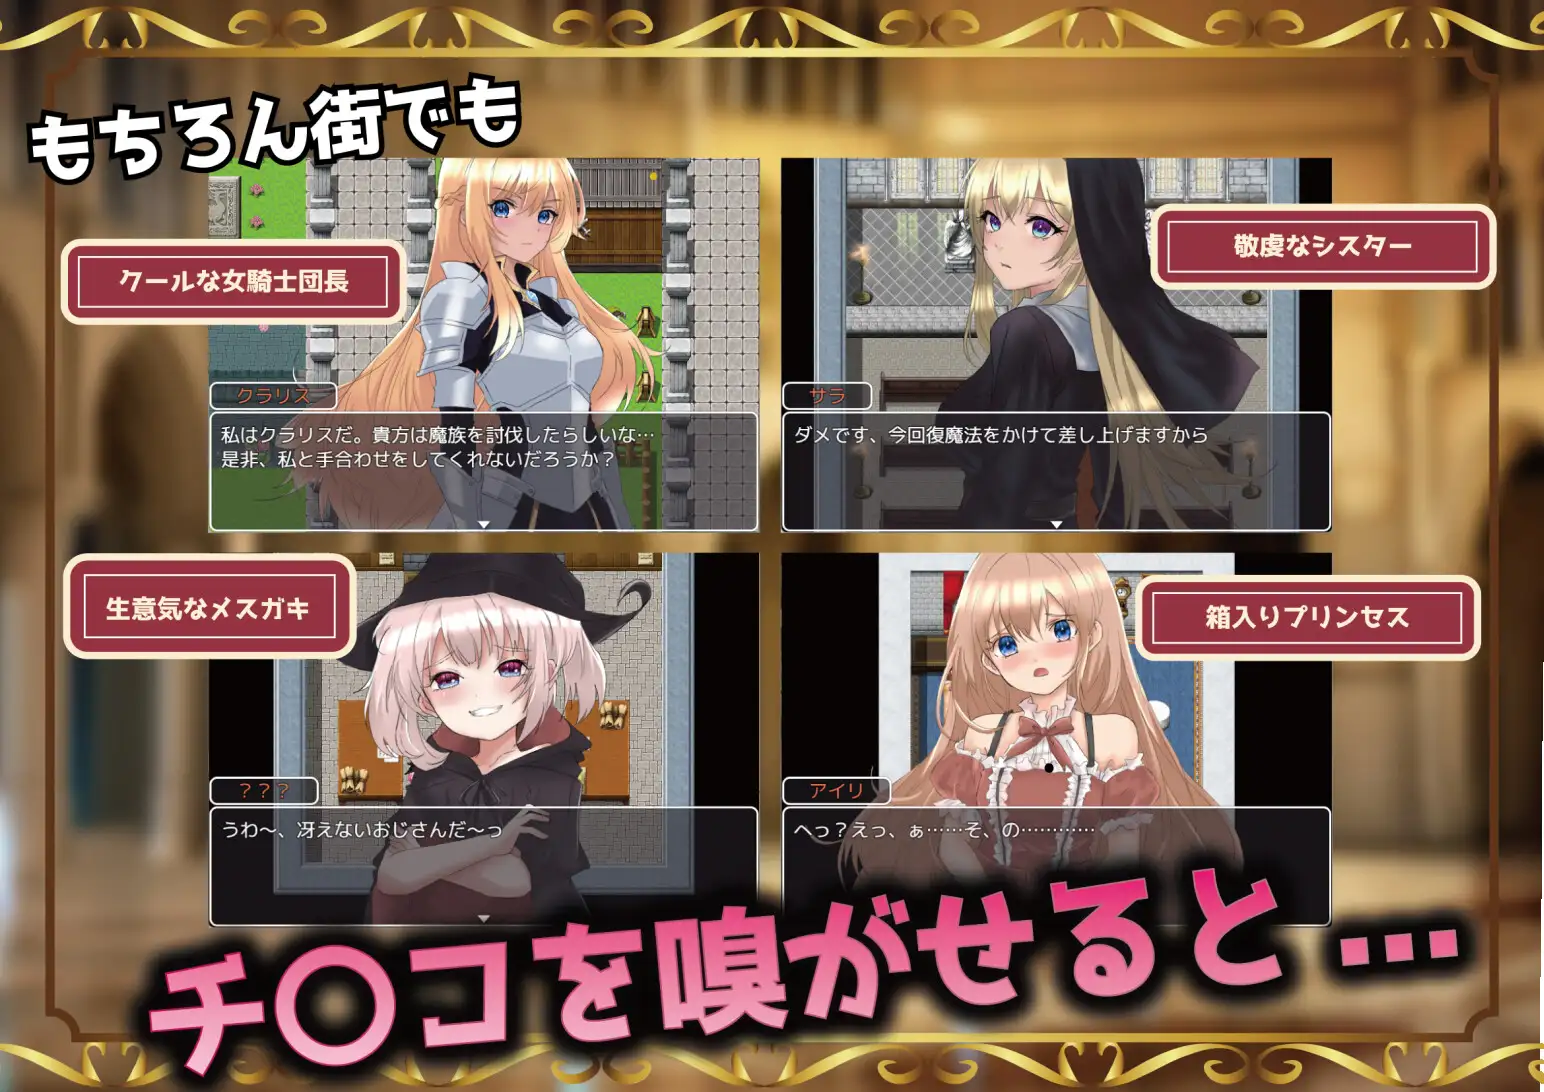 もちろん街でも
クールな女騎士団長
クラリス
私はクラリスだ。貴方は魔族を討伐したらしいな…
是非、私と手合わせをしてくれないだろうか？
敬虔なシスター
サラ
ダメです、今回復魔法をかけて差し上げますから
生意気なメスガキ
？？？
うわ～、冴えないおじさんだ～っ
箱入りプリンセス
アイリ
へっ？えっ、ぁ……そ、の…………
チ〇コを嗅がせると…